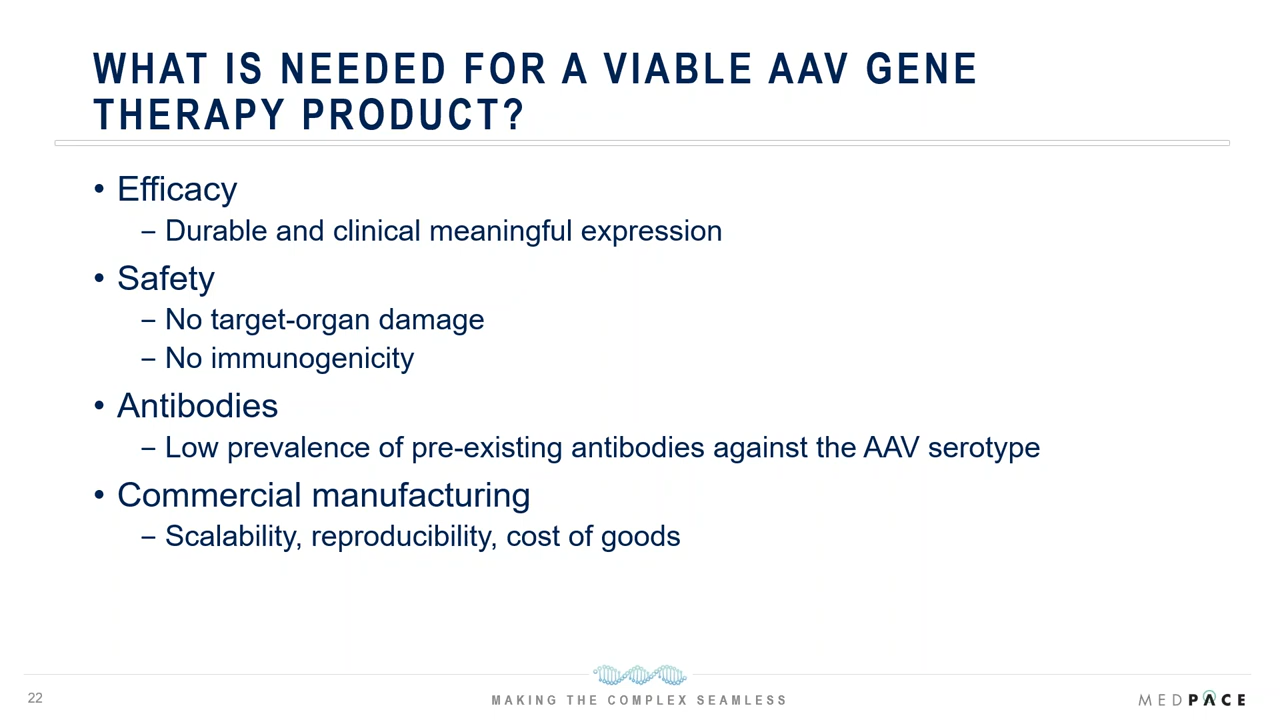 WHAT IS NEEDED FOR A VIABLE AAV GENE
THERAPY PRODUCT?
• Efficacy
– Durable and clinical meaningful expression
• Safety
– No target-organ damage
– No immunogenicity
• Antibodies
– Low prevalence of pre-existing antibodies against the AAV serotype
• Commercial manufacturing
– Scalability, reproducibility, cost of goods
22
MAKING THE COMPLEX SEAMLESS
MEDPACE